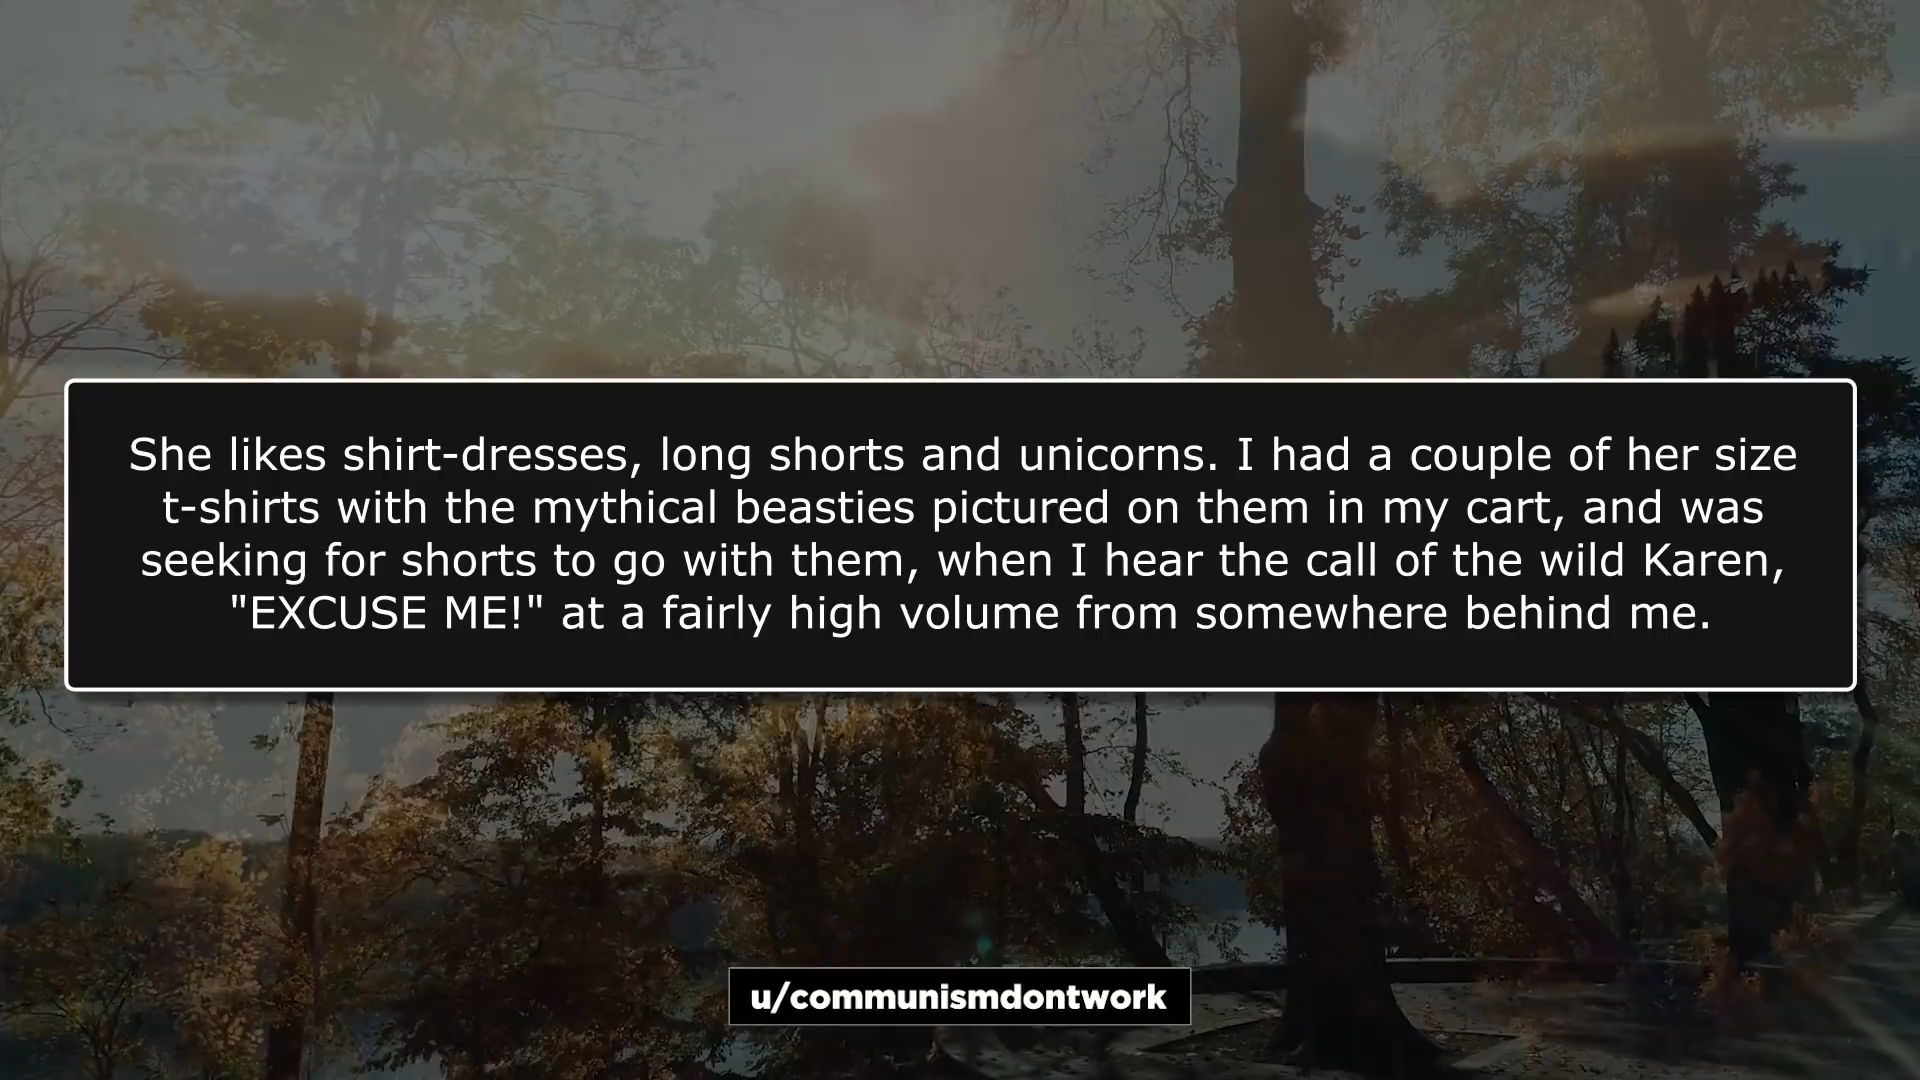 She likes shirt-dresses, long shorts and unicorns. I had a couple of her size
t-shirts with the mythical beasties pictured on them in my cart, and was
seeking for shorts to go with them, when I hear the call of the wild Karen,
"EXCUSE ME!" at a fairly high volume from somewhere behind me.
u/communismdontwork